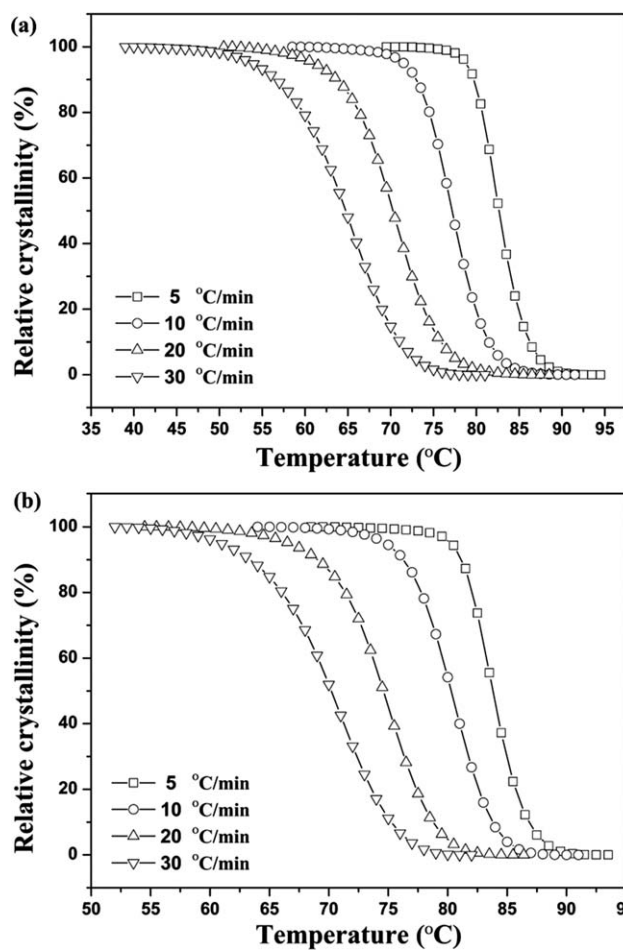 (a)
Relative crystallinity (%)
100
80
60
40
20
0
5 °C/min
10 °C/min
20 °C/min
30 °C/min
35 40 45 50 55 60 65 70 75 80 85 90 95
Temperature (°C)
(b)
Relative crystallinity (%)
100
80
60
40
20
0
5 °C/min
10 °C/min
20 °C/min
30 °C/min
50 55 60 65 70 75 80 85 90 95
Temperature (°C)